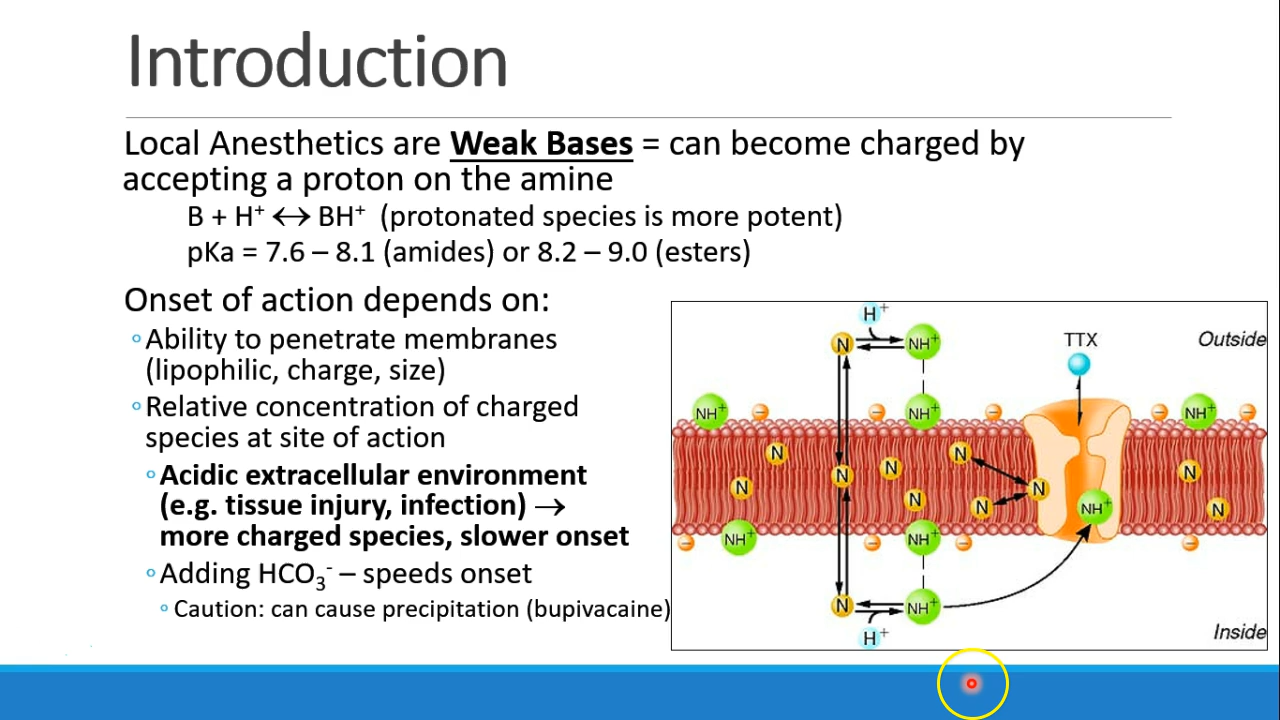 Introduction
Local Anesthetics are Weak Bases = can become charged by
accepting a proton on the amine
B + H⁺ ↔ BH⁺ (protonated species is more potent)
pKa = 7.6 – 8.1 (amides) or 8.2 – 9.0 (esters)
Onset of action depends on:
◦ Ability to penetrate membranes
(lipophilic, charge, size)
◦ Relative concentration of charged
species at site of action
◦ Acidic extracellular environment
(e.g. tissue injury, infection) →
more charged species, slower onset
◦ Adding HCO₃⁻ – speeds onset
◦ Caution: can cause precipitation (bupivacaine)
H⁺
N NH⁺ TTX Outside
NH⁺ NH⁺ NH⁺
N N N
N N N N
N N N NH⁺ N
NH⁺ NH⁺
N NH⁺
H⁺ Inside